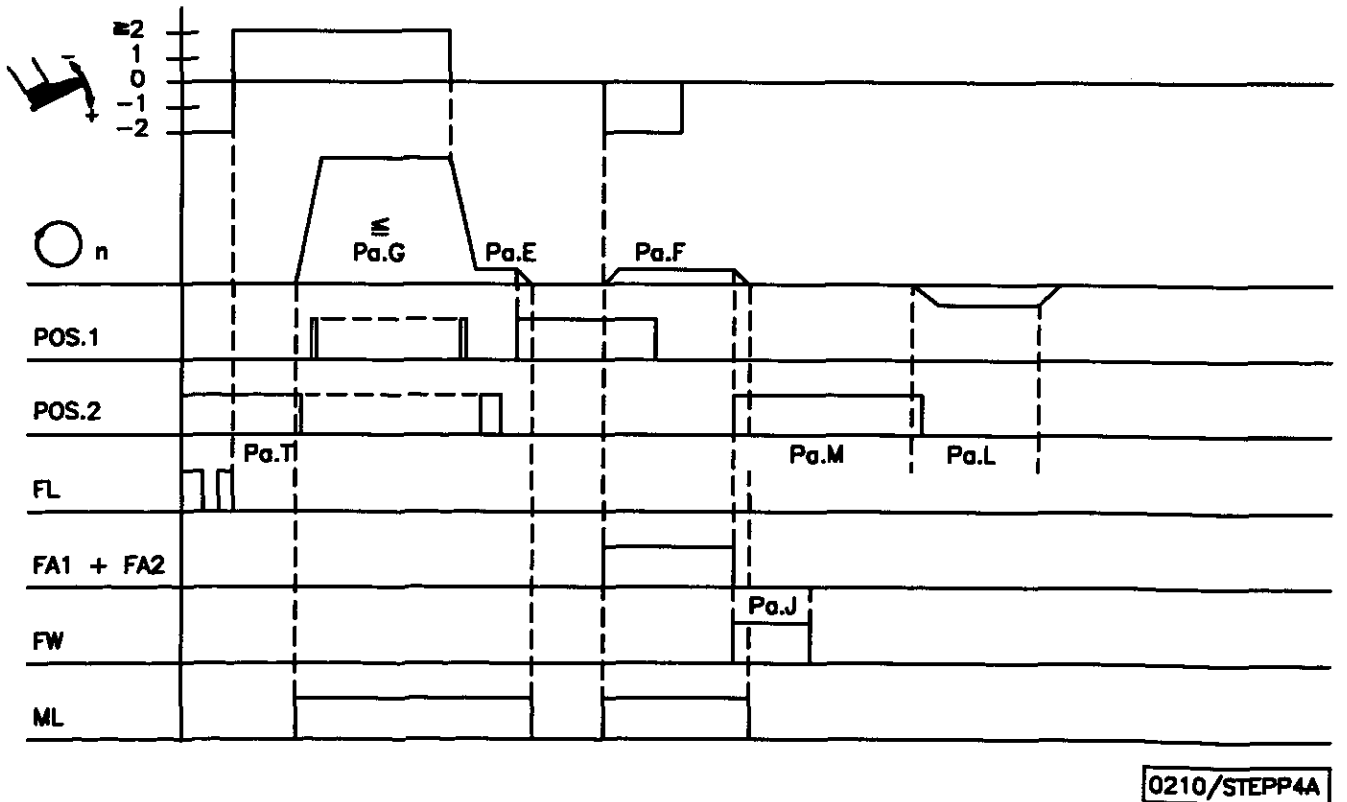 ≥2
1
0
-1
-2
-
+
n
≤
Pa.G
Pa.E
Pa.F
POS.1
POS.2
Pa.T
Pa.M
Pa.L
FL
FA1 + FA2
Pa.J
FW
ML
0210/STEPP4A